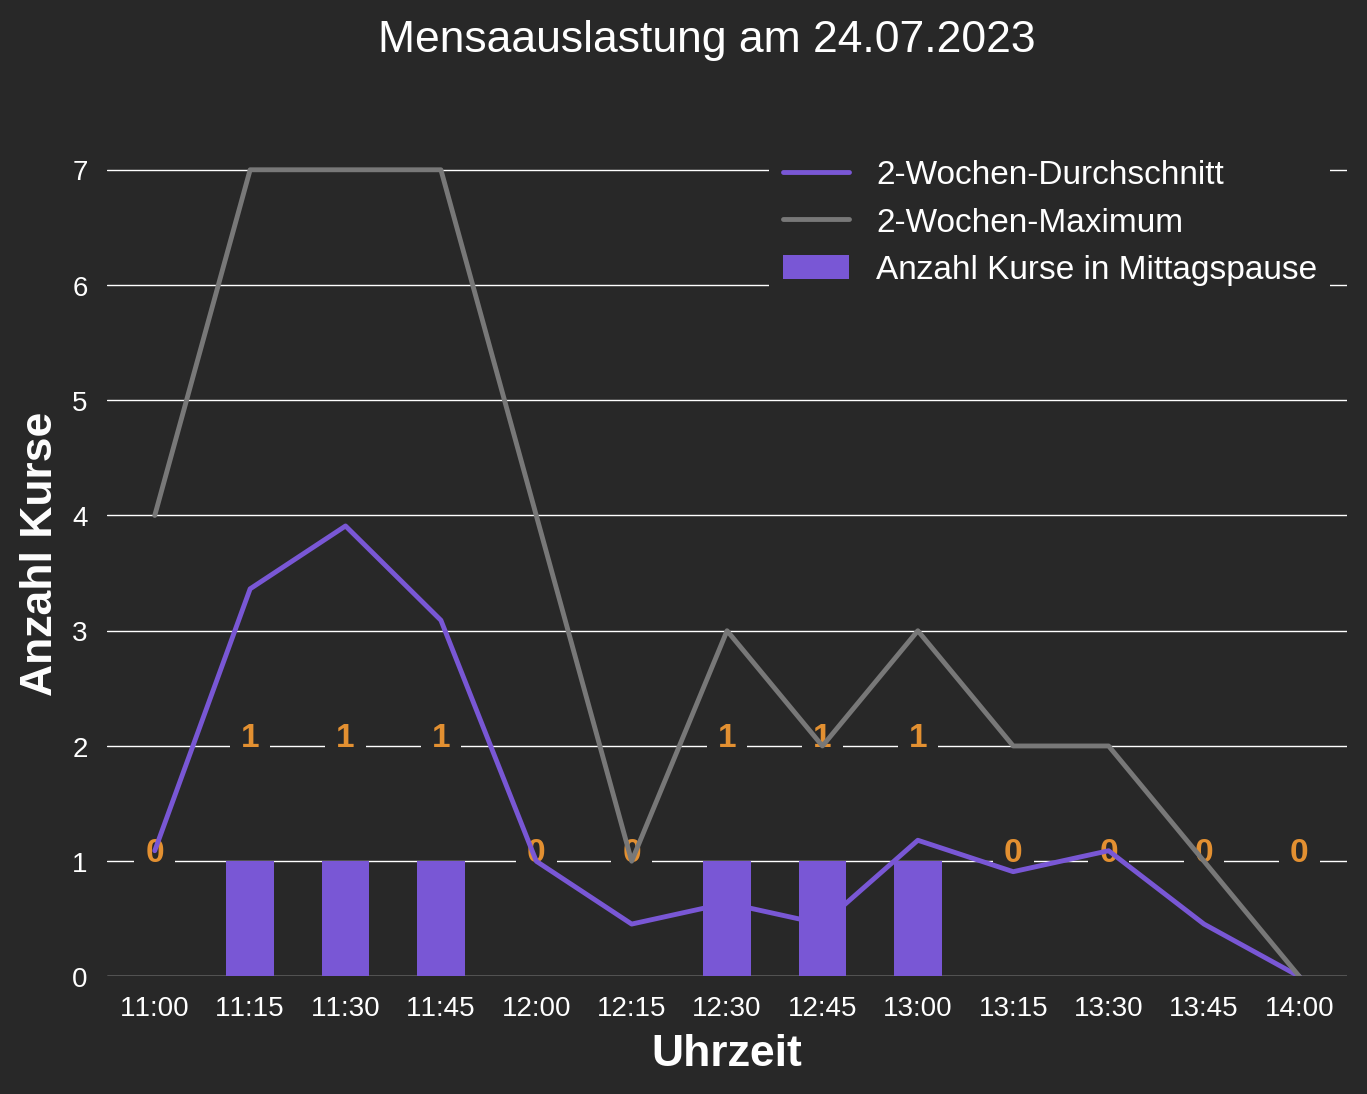 Mensaauslastung am 24.07.2023
2-Wochen-Durchschnitt
2-Wochen-Maximum
Anzahl Kurse in Mittagspause
Anzahl Kurse
7
6
5
4
3
2
1
0
1 1 1 1 1 1
0 0 0 0 0 0 0
11:00 11:15 11:30 11:45 12:00 12:15 12:30 12:45 13:00 13:15 13:30 13:45 14:00
Uhrzeit